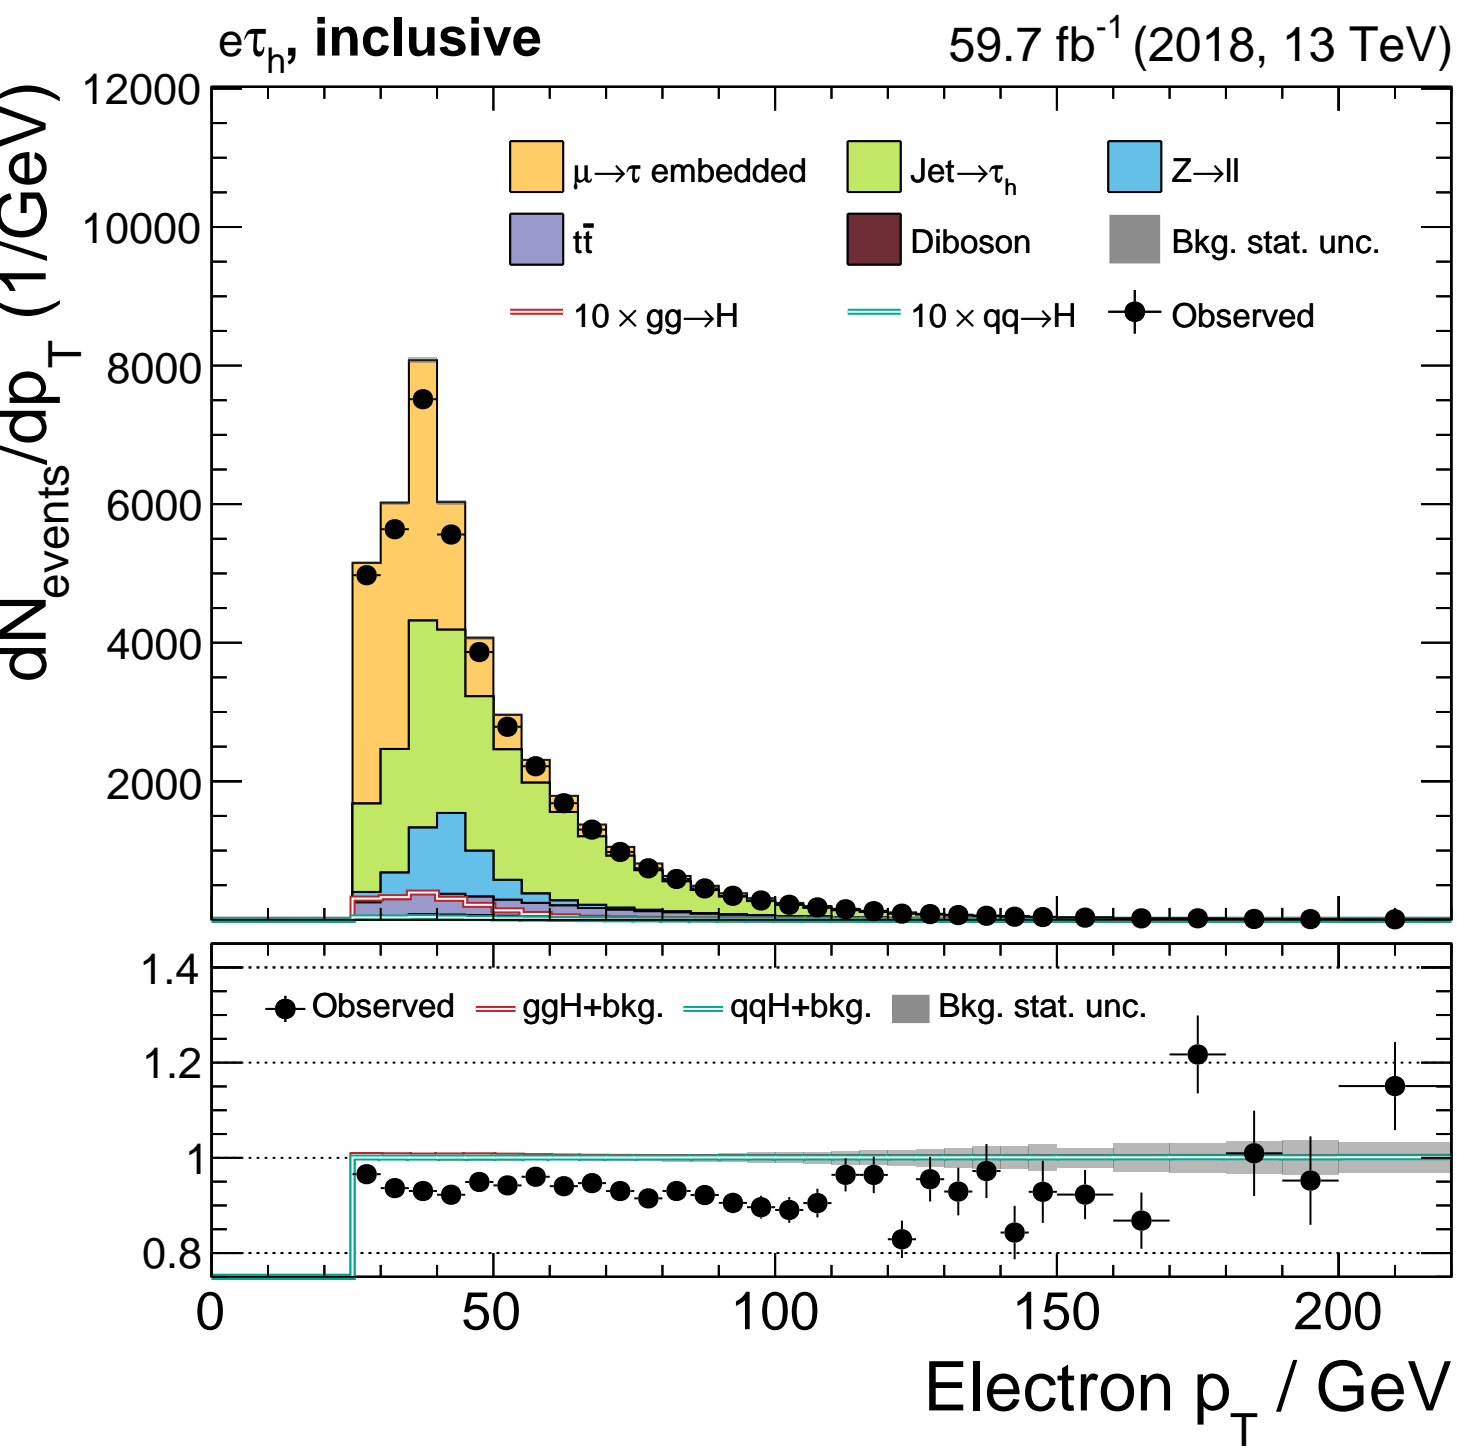 eτh, inclusive 59.7 fb-1 (2018, 13 TeV)
dNevents/dpT (1/GeV)
12000
10000
8000
6000
4000
2000
μ→τ embedded Jet→τh Z→ll
tt̄ Diboson Bkg. stat. unc.
10 × gg→H 10 × qq→H Observed
1.4
1.2
1
0.8
Observed ggH+bkg. qqH+bkg. Bkg. stat. unc.
0 50 100 150 200
Electron pT / GeV